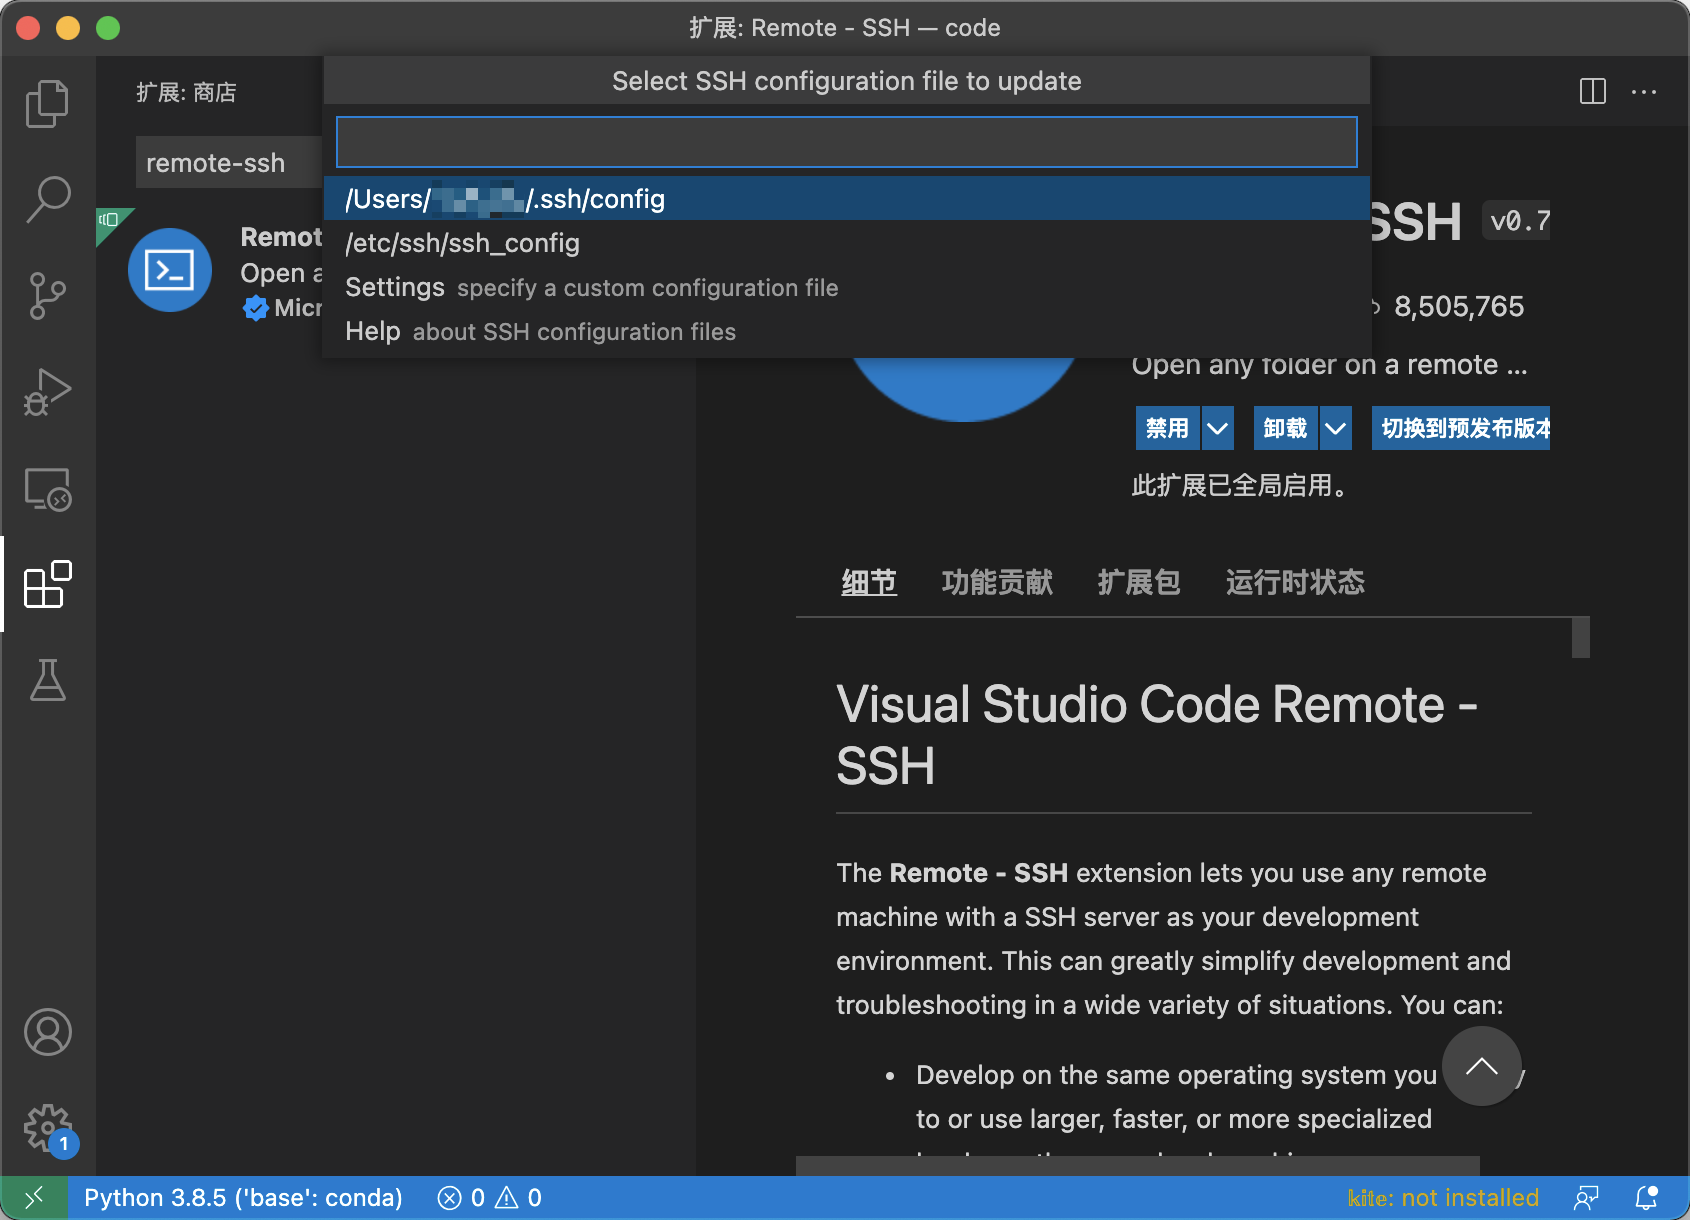 扩展: Remote - SSH — code
扩展: 商店
remote-ssh
Select SSH configuration file to update
/Users/ /.ssh/config
/etc/ssh/ssh_config
Settings specify a custom configuration file
Help about SSH configuration files
Open
SSH v0.7
8,505,765
Open any folder on a remote ...
禁用
卸载
切换到预发布版本
此扩展已全局启用。
细节 功能贡献 扩展包 运行时状态
Visual Studio Code Remote -
SSH
The Remote - SSH extension lets you use any remote
machine with a SSH server as your development
environment. This can greatly simplify development and
troubleshooting in a wide variety of situations. You can:
• Develop on the same operating system you
to or use larger, faster, or more specialized
1
Python 3.8.5 ('base': conda) 0 0
kite: not installed